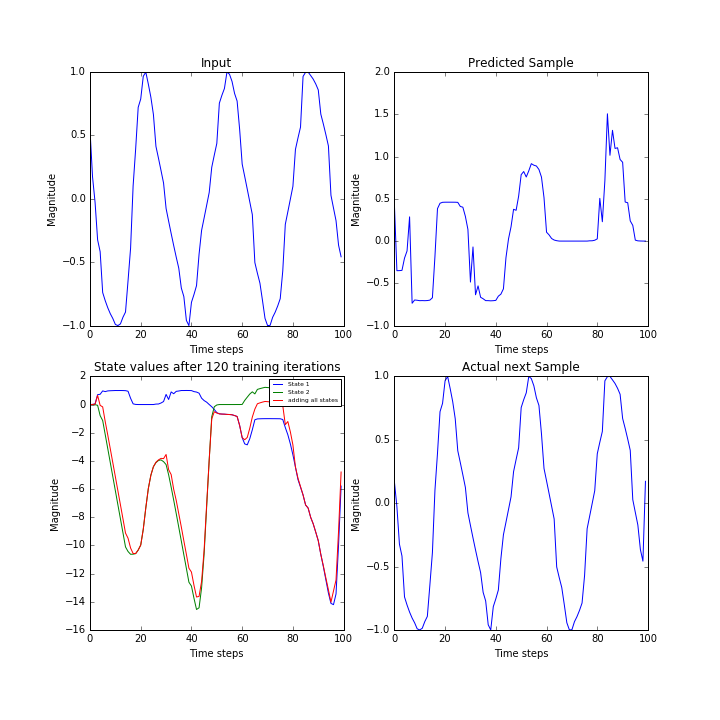 Input
Magnitude
1.0
0.5
0.0
−0.5
−1.0
0 20 40 60 80 100
Time steps
Predicted Sample
Magnitude
2.0
1.5
1.0
0.5
0.0
−0.5
−1.0
0 20 40 60 80 100
Time steps
State values after 120 training iterations
Magnitude
2
0
−2
−4
−6
−8
−10
−12
−14
−16
State 1
State 2
adding all states
0 20 40 60 80 100
Time steps
Actual next Sample
Magnitude
1.0
0.5
0.0
−0.5
−1.0
0 20 40 60 80 100
Time steps